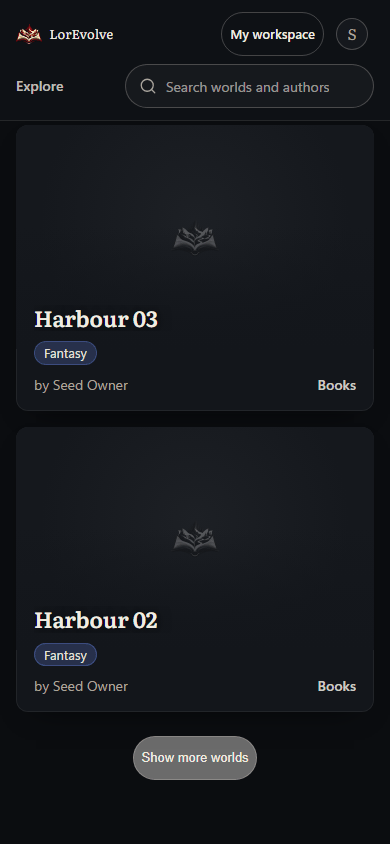 LorEvolve
My workspace
S
Explore
Search worlds and authors
Harbour 03
Fantasy
by Seed Owner
Books
Harbour 02
Fantasy
by Seed Owner
Books
Show more worlds